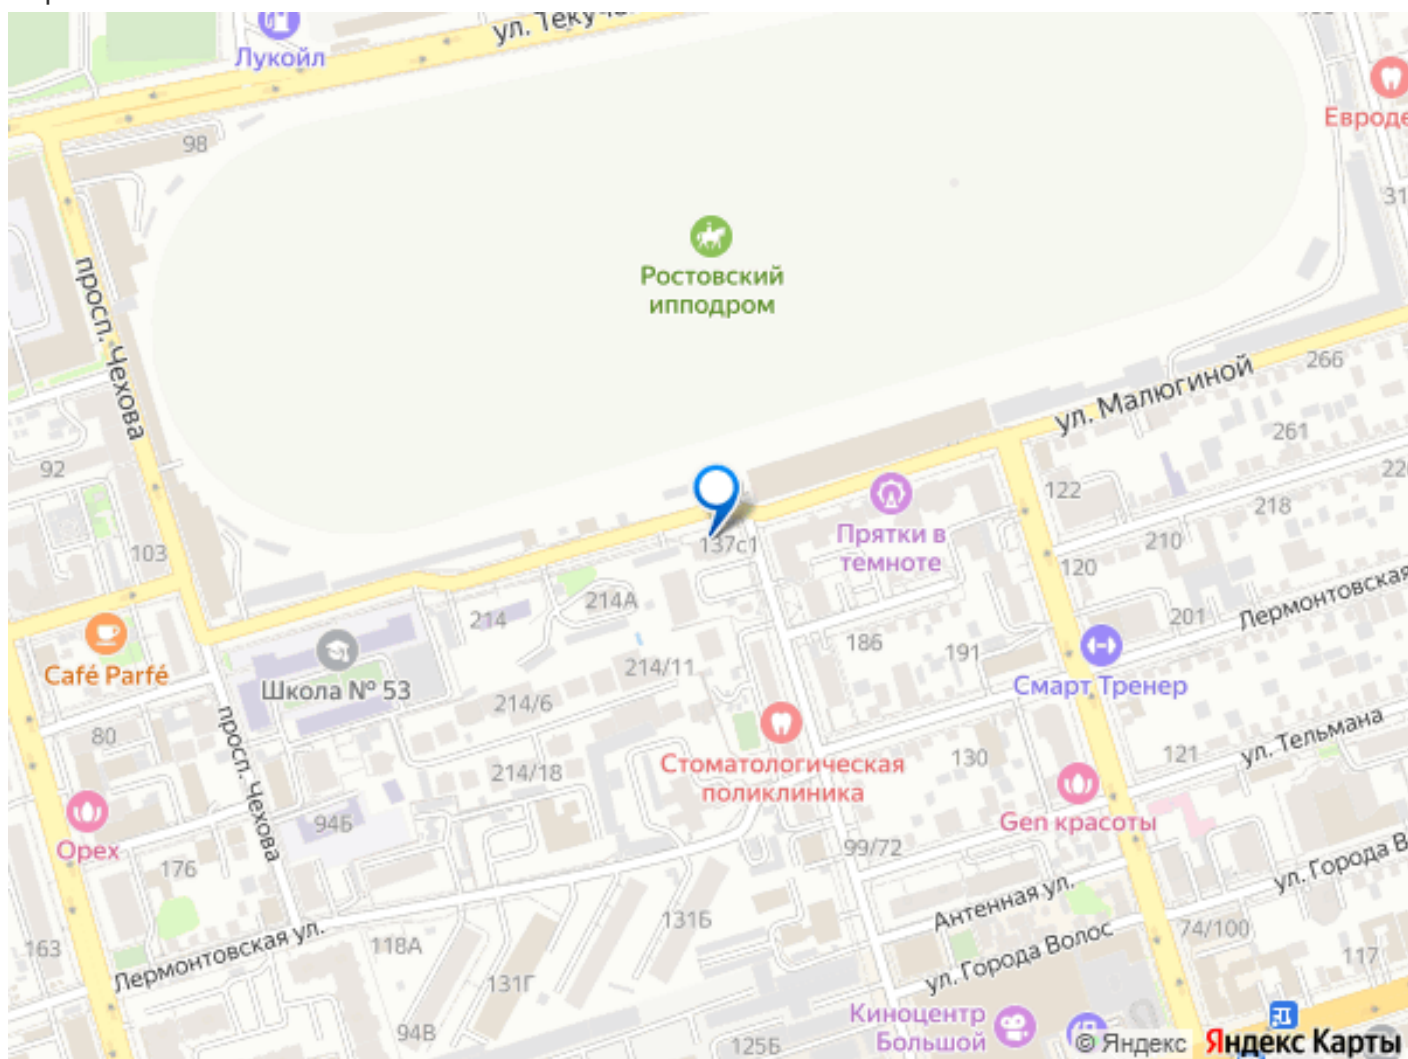 ул. Текуча
Лукойл
Евроде
98
31
Ростовский
ипподром
просп. Чехова
266
ул. Малюгиной
261
92
122
218
137с1
Прятки в
темноте
210
103
120
214А
Лермонтовская
214
201
186
191
Café Parfé
Школа № 53
214/11
Смарт Тренер
214/6
просп. Чехова
80
ул. Тельмана
130
121
Стоматологическая
поликлиника
214/18
Gen красоты
94Б
Орех
99/72
176
ул. Города В
Антенная ул.
131Б
74/100
Лермонтовская ул.
118А
163
ул. Города Волос
117
131Г
Киноцентр
Большой
94В
125Б
© Яндекс Яндекс Карты